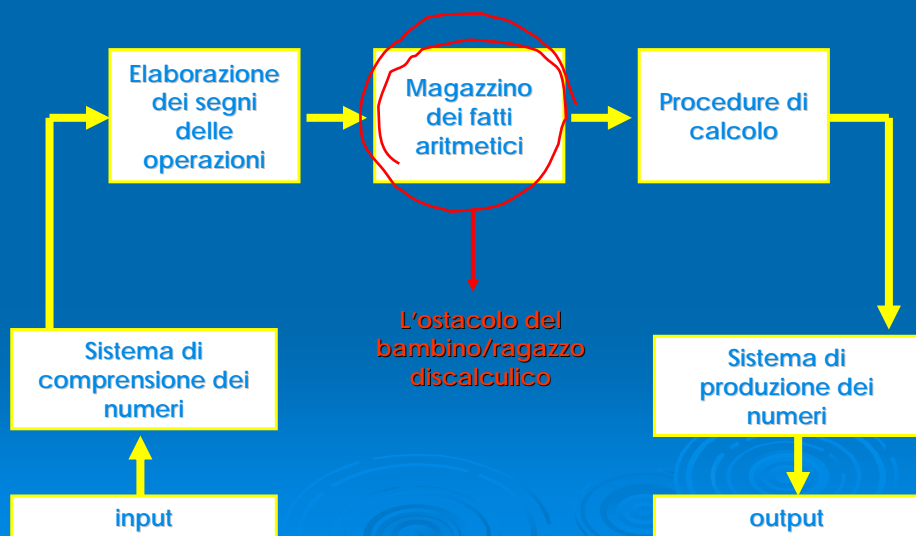 Elaborazione
dei segni
delle
operazioni
Magazzino
dei fatti
aritmetici
Procedure di
calcolo
L'ostacolo del
bambino/ragazzo
discalculico
Sistema di
comprensione dei
numeri
Sistema di
produzione dei
numeri
input
output